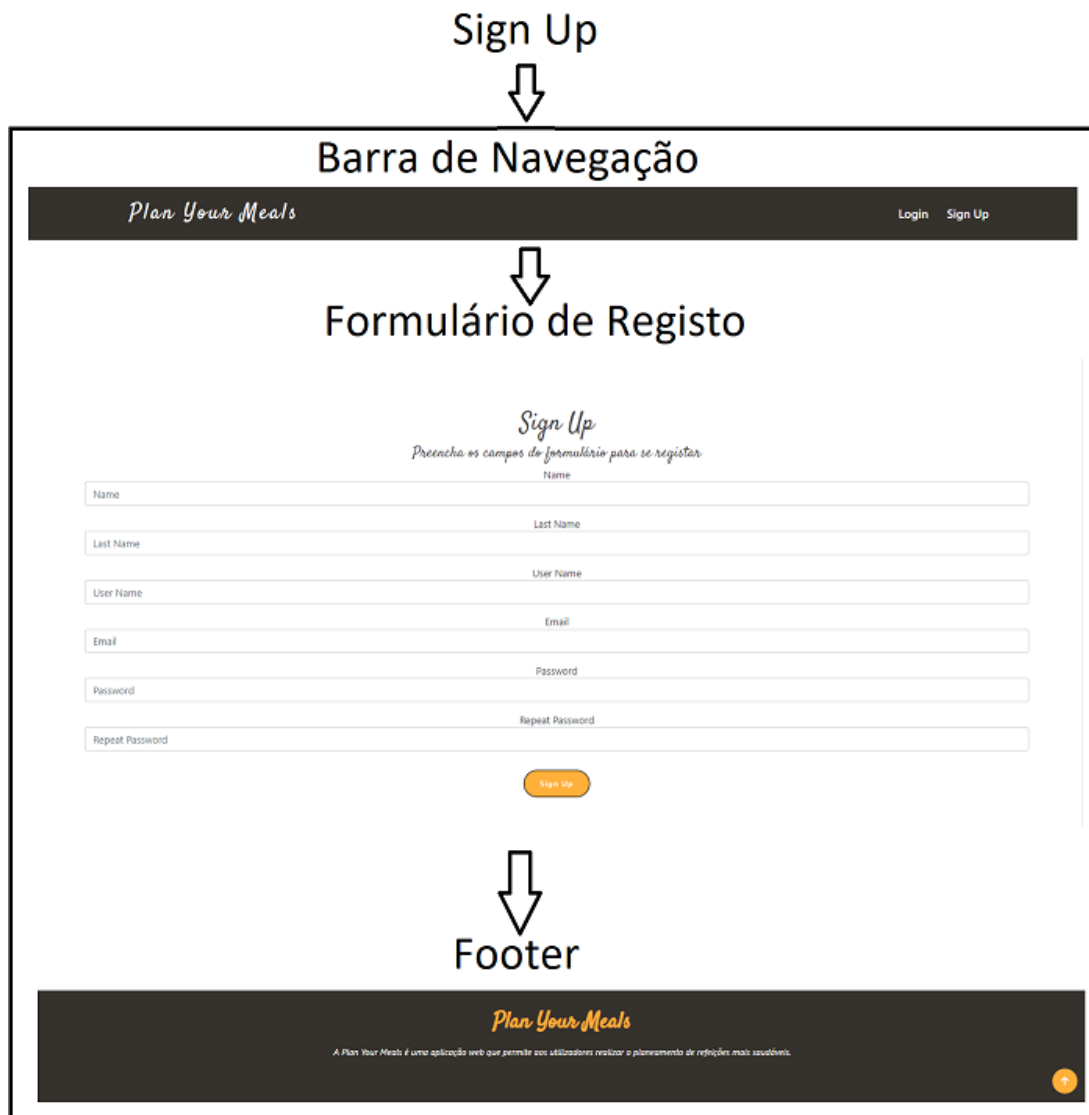 Sign Up
Barra de Navegação
Plan Your Meals
Login Sign Up
Formulário de Registo
Sign Up
Preencha os campos do formulário para se registar
Name
Name
Last Name
Last Name
User Name
User Name
Email
Email
Password
Password
Repeat Password
Repeat Password
Sign Up
Footer
Plan Your Meals
A Plan Your Meals é uma aplicação web que permite aos utilizadores realizar o planeamento de refeições mais saudáveis.